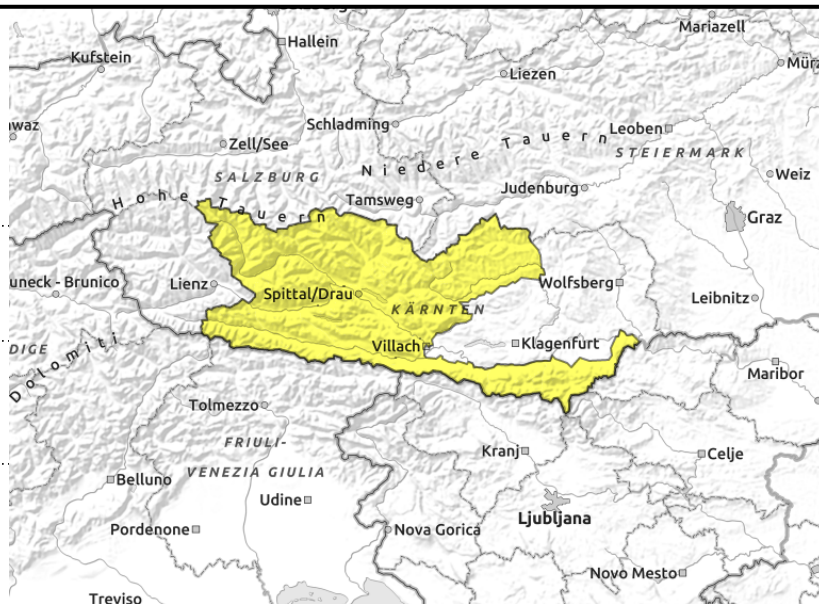 Hallein
Mariazell
Kufstein
Mürz
Liezen
Schladming
Leoben
Zell/See
Niedere Tauern
STEIERMARK
SALZBURG
Weiz
Judenburg
Hohe Tauern
Tamsweg
Graz
Lienz
Wolfsberg
uneck - Brunico
Spittal/Drau
Leibnitz
KÄRNTEN
Villach
Klagenfurt
DIGE
Dolomiti
Maribor
Tolmezzo
FRIULI-
VENEZIA GIULIA
Kranj
Celje
Belluno
Udine
Ljubljana
Pordenone
Nova Gorica
Novo Mesto
Treviso